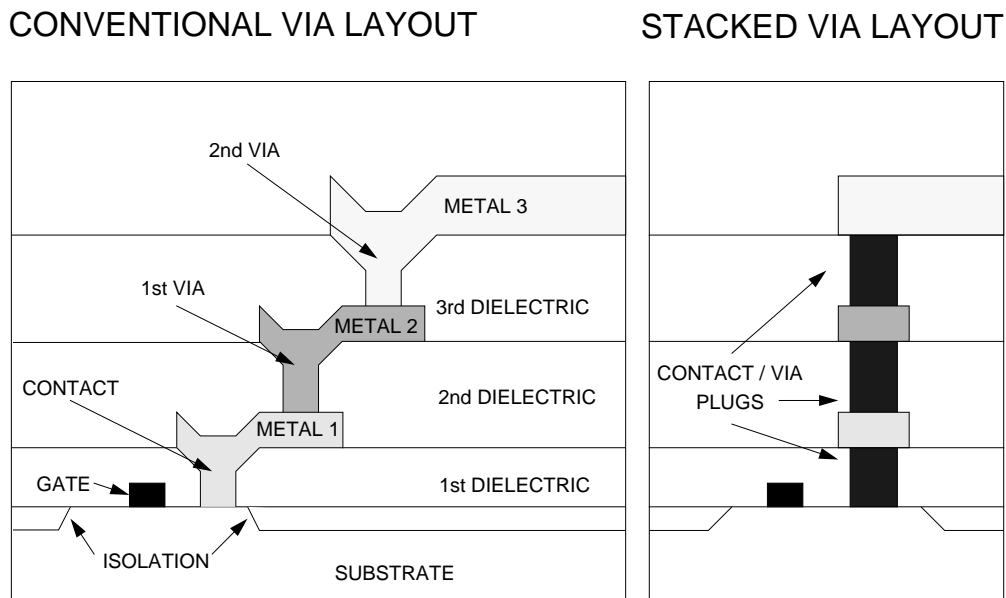 CONVENTIONAL VIA LAYOUT
STACKED VIA LAYOUT
2nd VIA
METAL 3
1st VIA
3rd DIELECTRIC
METAL 2
CONTACT
2nd DIELECTRIC
METAL 1
GATE
1st DIELECTRIC
ISOLATION
SUBSTRATE
CONTACT / VIA
PLUGS